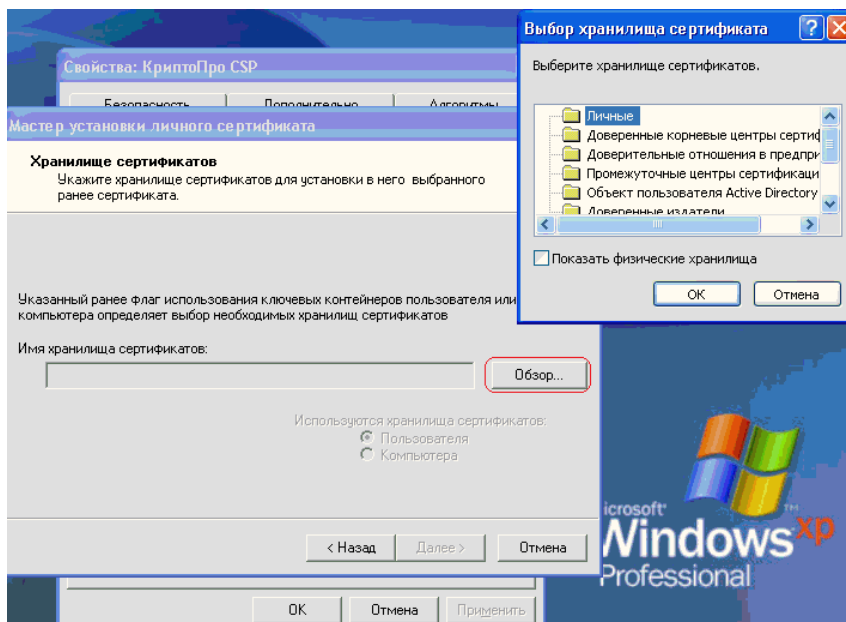 Выбор хранилища сертификата
Выберите хранилище сертификатов.
Личные
Доверенные корневые центры сертиф
Доверительные отношения в предпри
Промежуточные центры сертификаци
Объект пользователя Active Directory
Доверенные издатели
Показать физические хранилища
ОК
Отмена
Свойства: КриптоПро CSP
Безопасность
Дополнительно
Алгоритмы
Мастер установки личного сертификата
Хранилище сертификатов
Укажите хранилище сертификатов для установки в него выбранного
ранее сертификата.
Указанный ранее флаг использования ключевых контейнеров пользователя или
компьютера определяет выбор необходимых хранилищ сертификатов
Имя хранилища сертификатов:
Обзор...
Используются хранилища сертификатов:
Пользователя
Компьютера
< Назад
Далее >
Отмена
ОК
Отмена
Применить
icrosoft
Windows xp
Professional